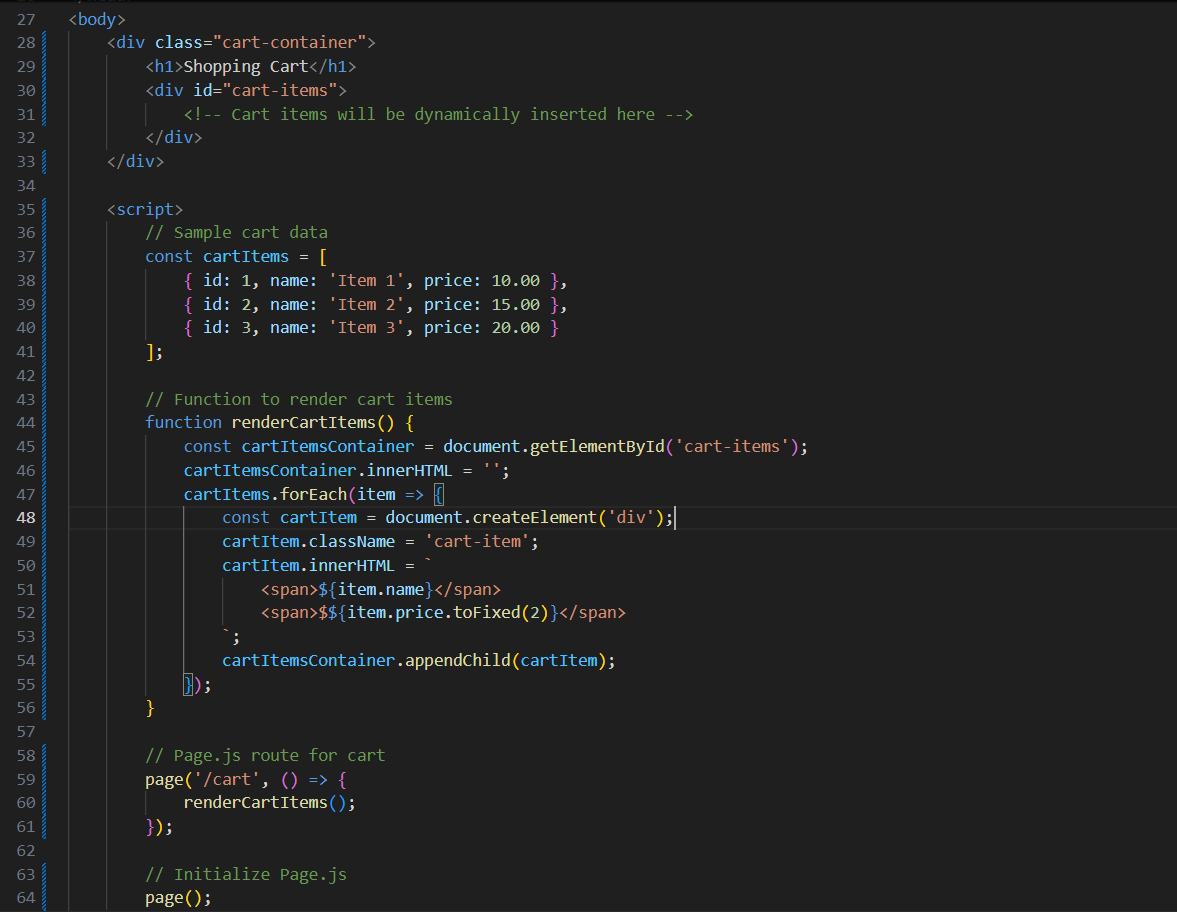 27 <body>
28     <div class="cart-container">
29         <h1>Shopping Cart</h1>
30         <div id="cart-items">
31             <!-- Cart items will be dynamically inserted here -->
32         </div>
33     </div>
34
35     <script>
36         // Sample cart data
37         const cartItems = [
38             { id: 1, name: 'Item 1', price: 10.00 },
39             { id: 2, name: 'Item 2', price: 15.00 },
40             { id: 3, name: 'Item 3', price: 20.00 }
41         ];
42
43         // Function to render cart items
44         function renderCartItems() {
45             const cartItemsContainer = document.getElementById('cart-items');
46             cartItemsContainer.innerHTML = '';
47             cartItems.forEach(item => {
48                 const cartItem = document.createElement('div');
49                 cartItem.className = 'cart-item';
50                 cartItem.innerHTML = `
51                     <span>${item.name}</span>
52                     <span>$${item.price.toFixed(2)}</span>
53                 `;
54                 cartItemsContainer.appendChild(cartItem);
55             });
56         }
57
58         // Page.js route for cart
59         page('/cart', () => {
60             renderCartItems();
61         });
62
63         // Initialize Page.js
64         page();